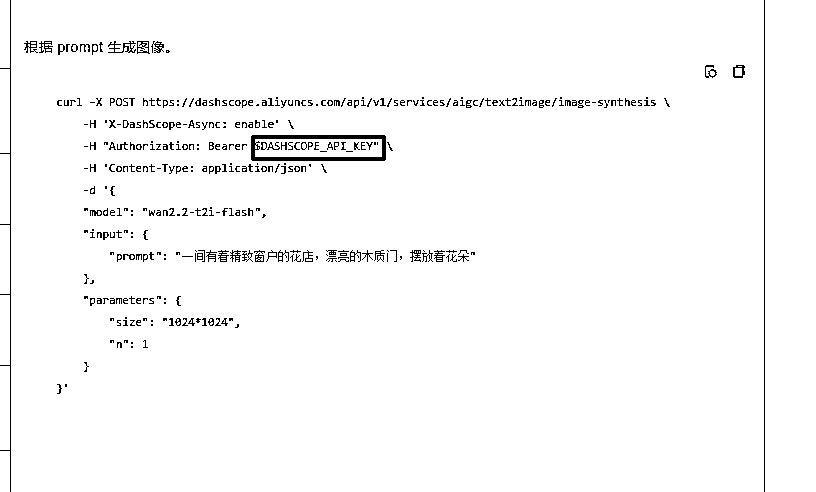 根据 prompt 生成图像。
curl -X POST https://dashscope.aliyuncs.com/api/v1/services/aigc/text2image/image-synthesis \
-H 'X-DashScope-Async: enable' \
-H "Authorization: Bearer $DASHSCOPE_API_KEY" \
-H 'Content-Type: application/json' \
-d '{
"model": "wan2.2-t2i-flash",
"input": {
"prompt": "一间有着精致窗户的花店，漂亮的木质门，摆放着花朵"
},
"parameters": {
"size": "1024*1024",
"n": 1
}
}'